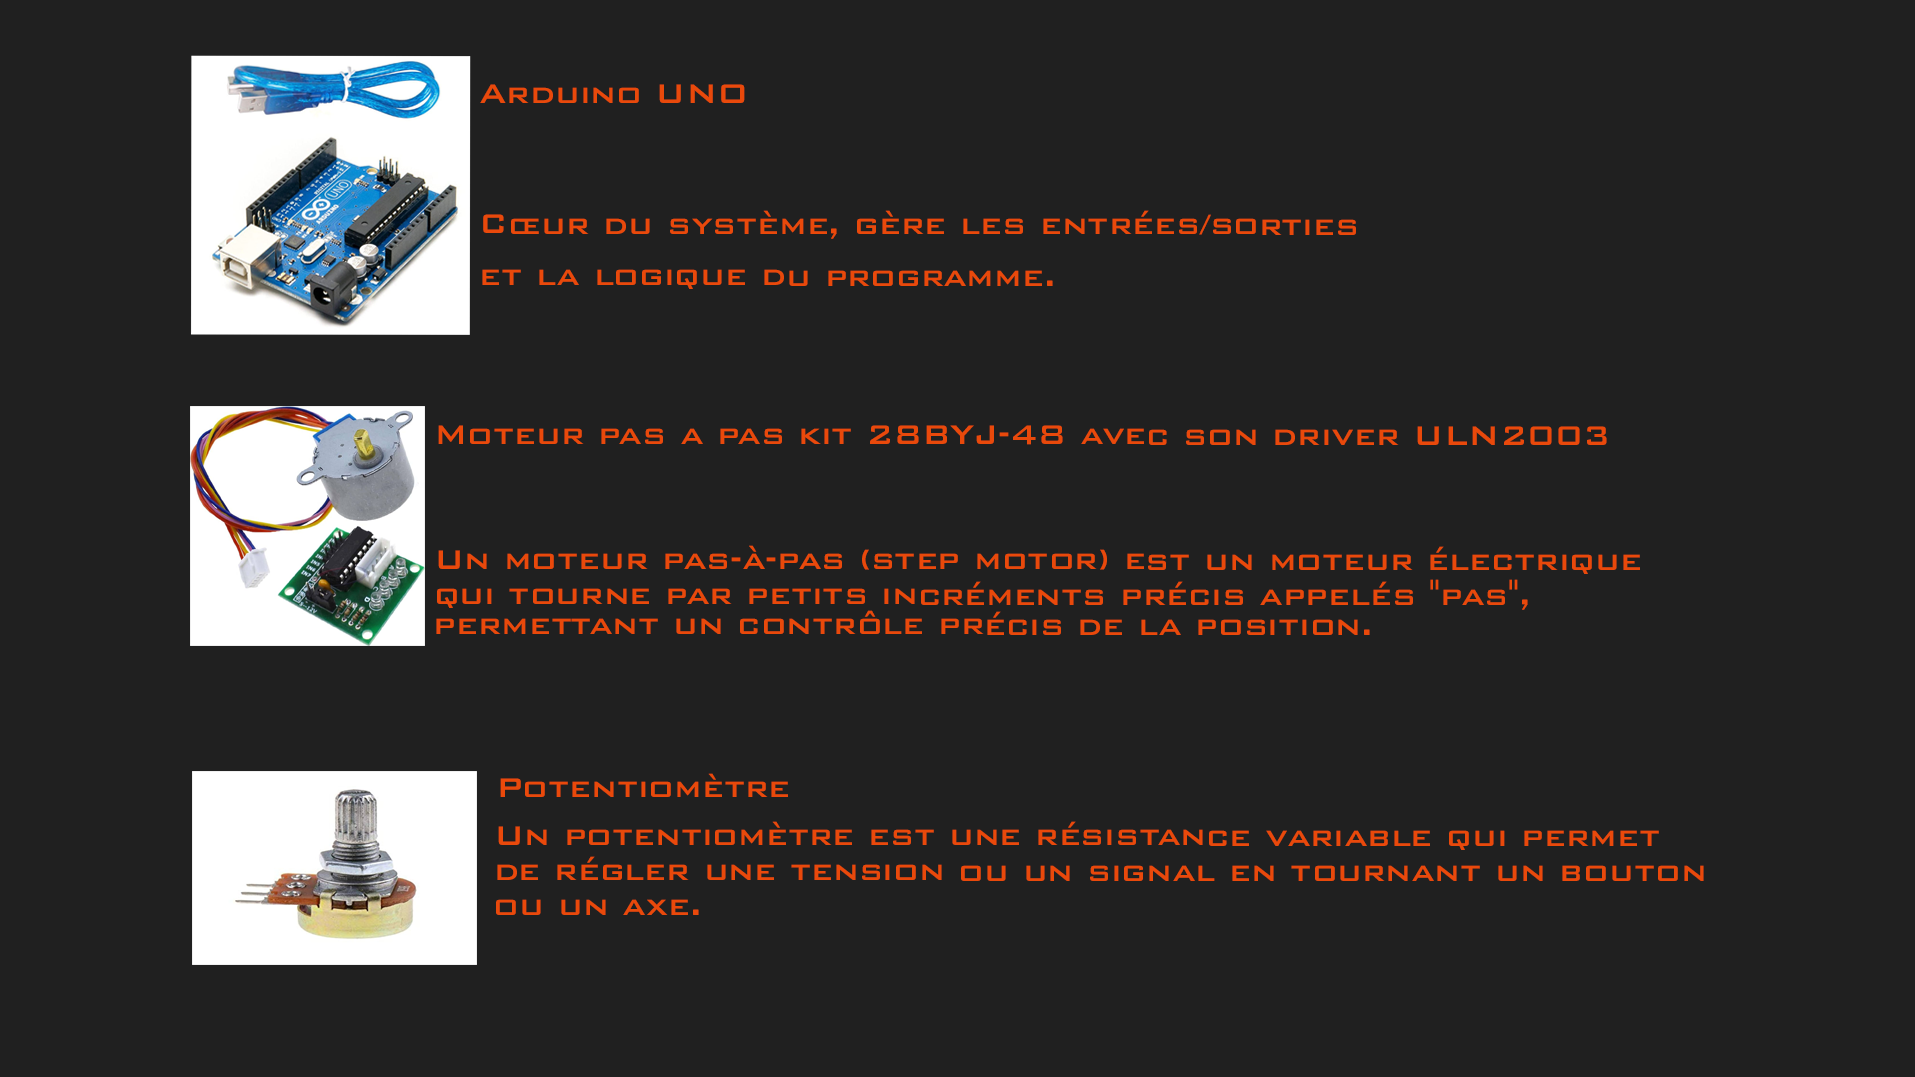 Arduino UNO
Cœur du système, gère les entrées/sorties
et la logique du programme.
Moteur pas a pas kit 28BYJ-48 avec son driver ULN2003
Un moteur pas-à-pas (step motor) est un moteur électrique
qui tourne par petits incréments précis appelés "pas",
permettant un contrôle précis de la position.
Potentiomètre
Un potentiomètre est une résistance variable qui permet
de régler une tension ou un signal en tournant un bouton
ou un axe.